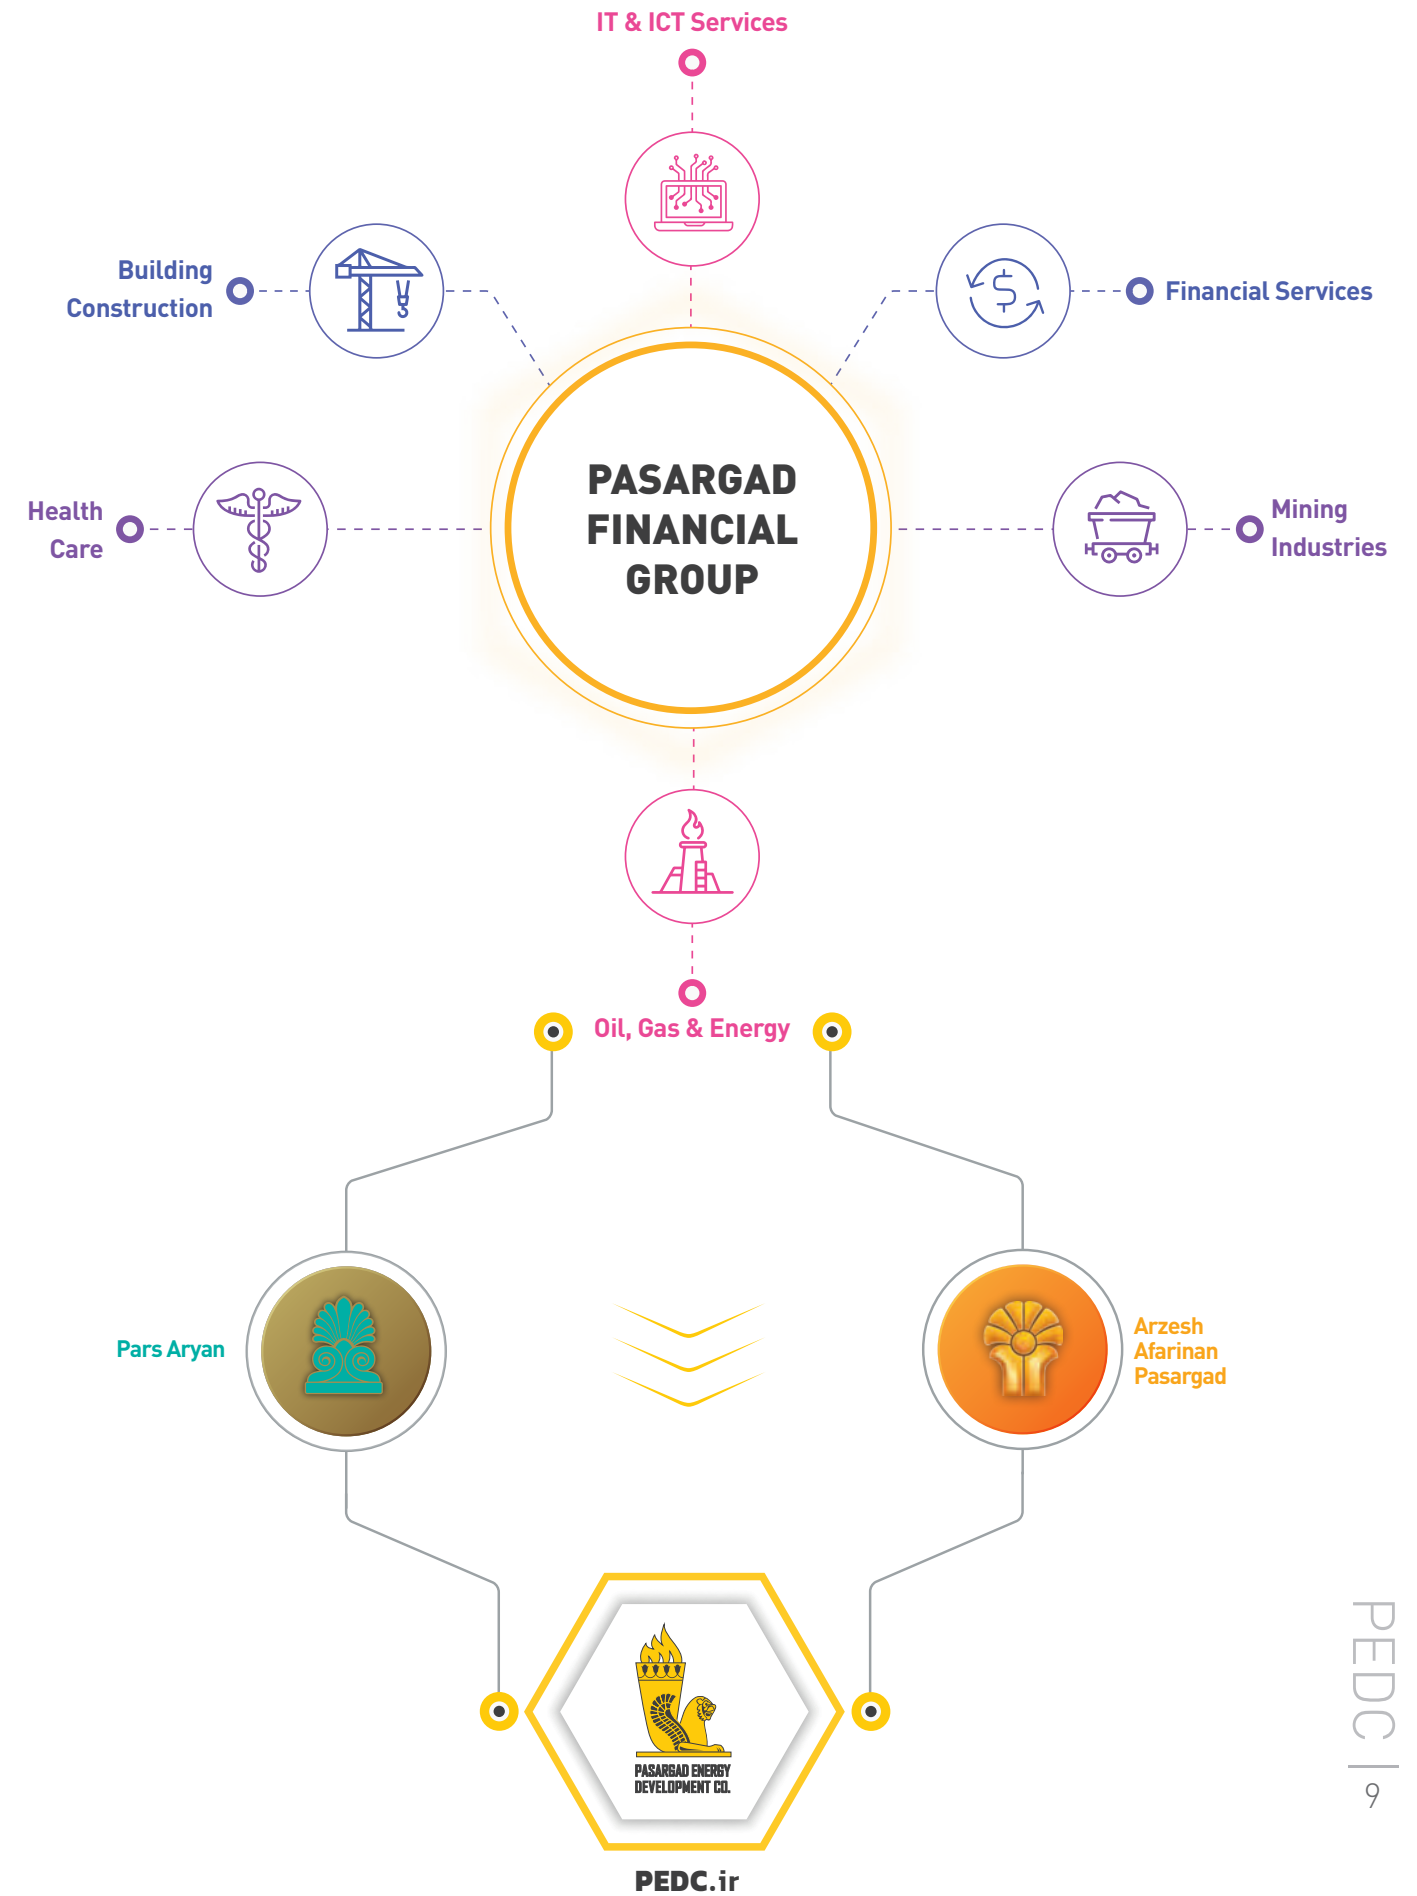 IT & ICT Services
Building
Construction
Financial Services
Health
Care
PASARGAD
FINANCIAL
GROUP
Mining
Industries
Oil, Gas & Energy
Pars Aryan
Arzesh
Afarinan
Pasargad
PASARGAD ENERGY
DEVELOPMENT CO.
PEDC.ir
PEDC
9